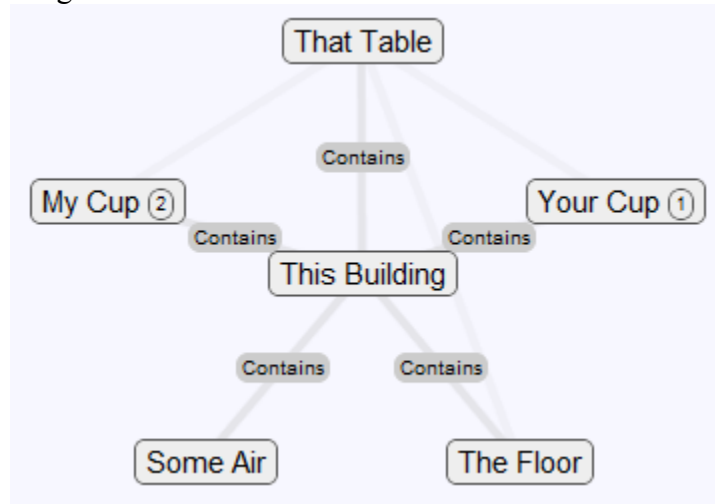 That Table
Contains
My Cup 2
Your Cup 1
Contains
Contains
This Building
Contains
Contains
Some Air
The Floor